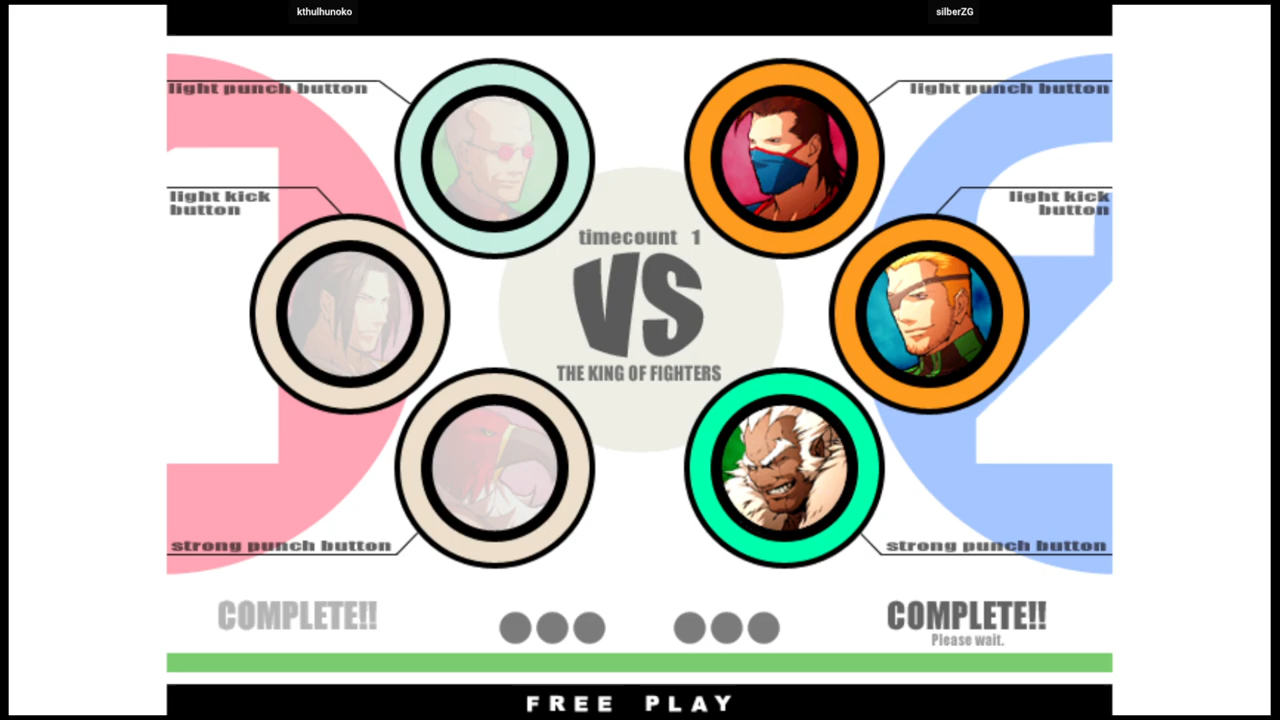 kthulhunoko
silberZG
light punch button
light punch button
light kick
button
light kick
button
timecount 1
VS
THE KING OF FIGHTERS
strong punch button
strong punch button
COMPLETE!!
COMPLETE!!
Please wait.
FREE PLAY